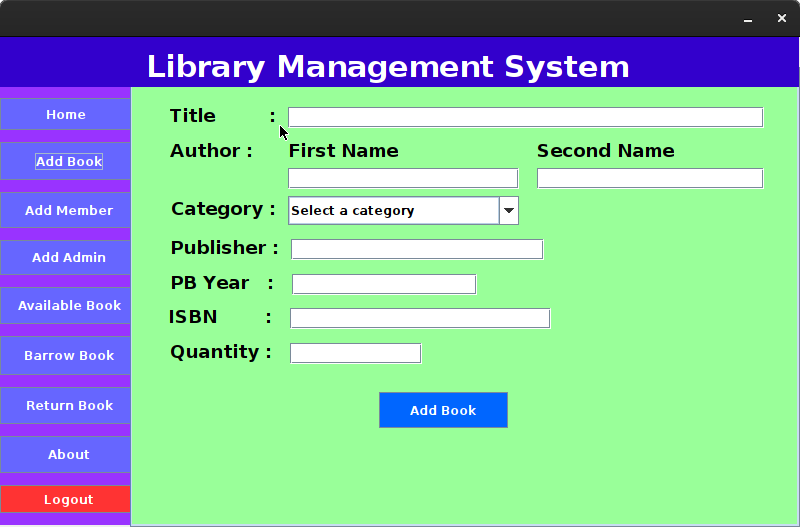 Library Management System
Home
Add Book
Add Member
Add Admin
Available Book
Barrow Book
Return Book
About
Logout
Title :
Author : First Name Second Name
Category : Select a category
Publisher :
PB Year :
ISBN :
Quantity :
Add Book